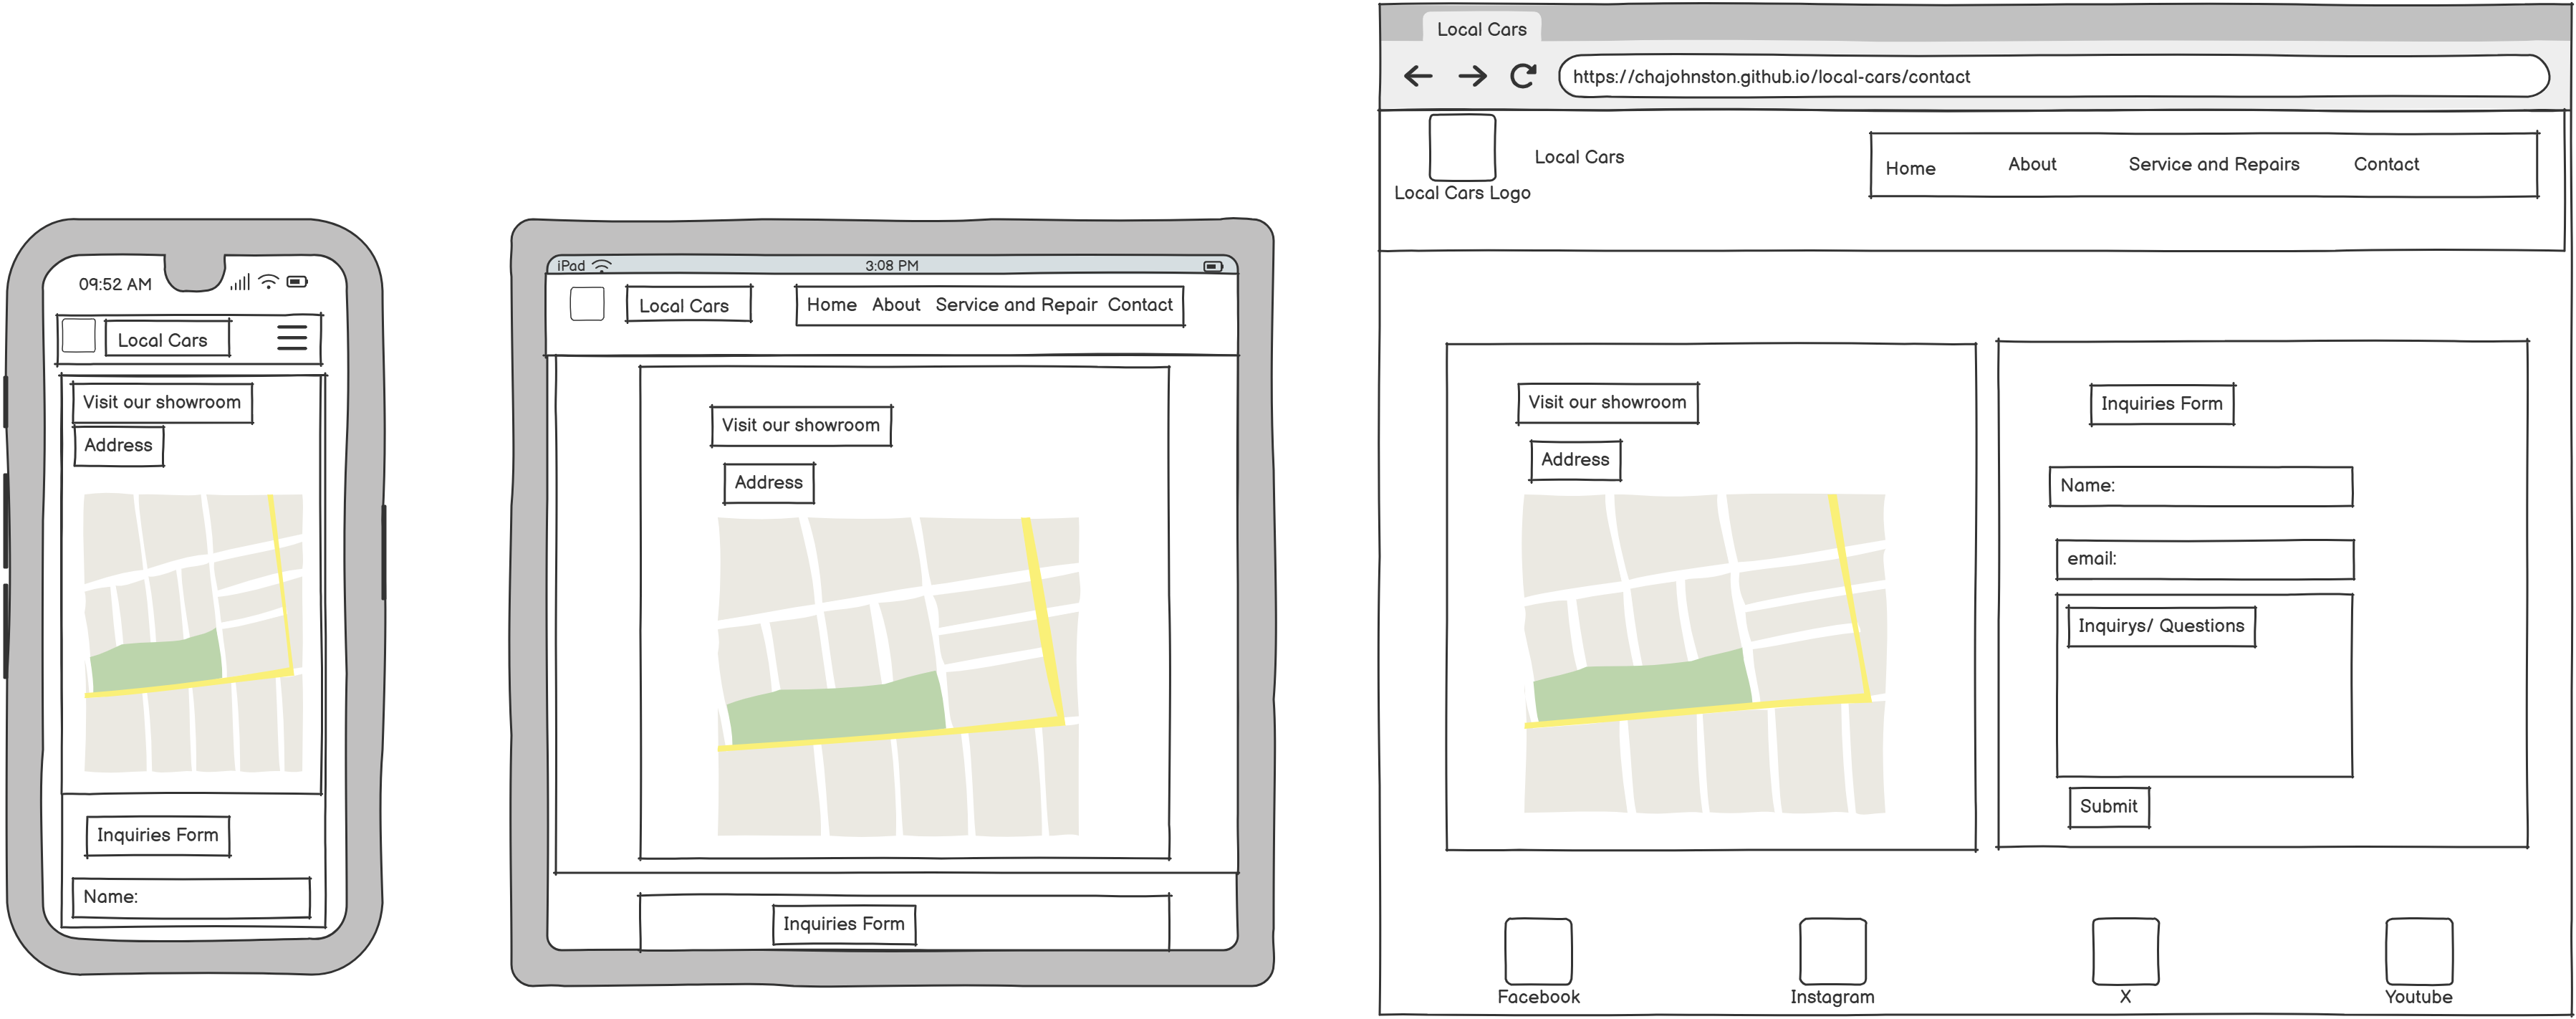 09:52 AM
Local Cars
Visit our showroom
Address
Inquiries Form
Name:
iPad
3:08 PM
Local Cars
Home About Service and Repair Contact
Visit our showroom
Address
Inquiries Form
Local Cars
https://chajohnston.github.io/local-cars/contact
Local Cars
Local Cars Logo
Home About Service and Repairs Contact
Visit our showroom
Address
Inquiries Form
Name:
email:
Inquirys/ Questions
Submit
Facebook
Instagram
X
Youtube